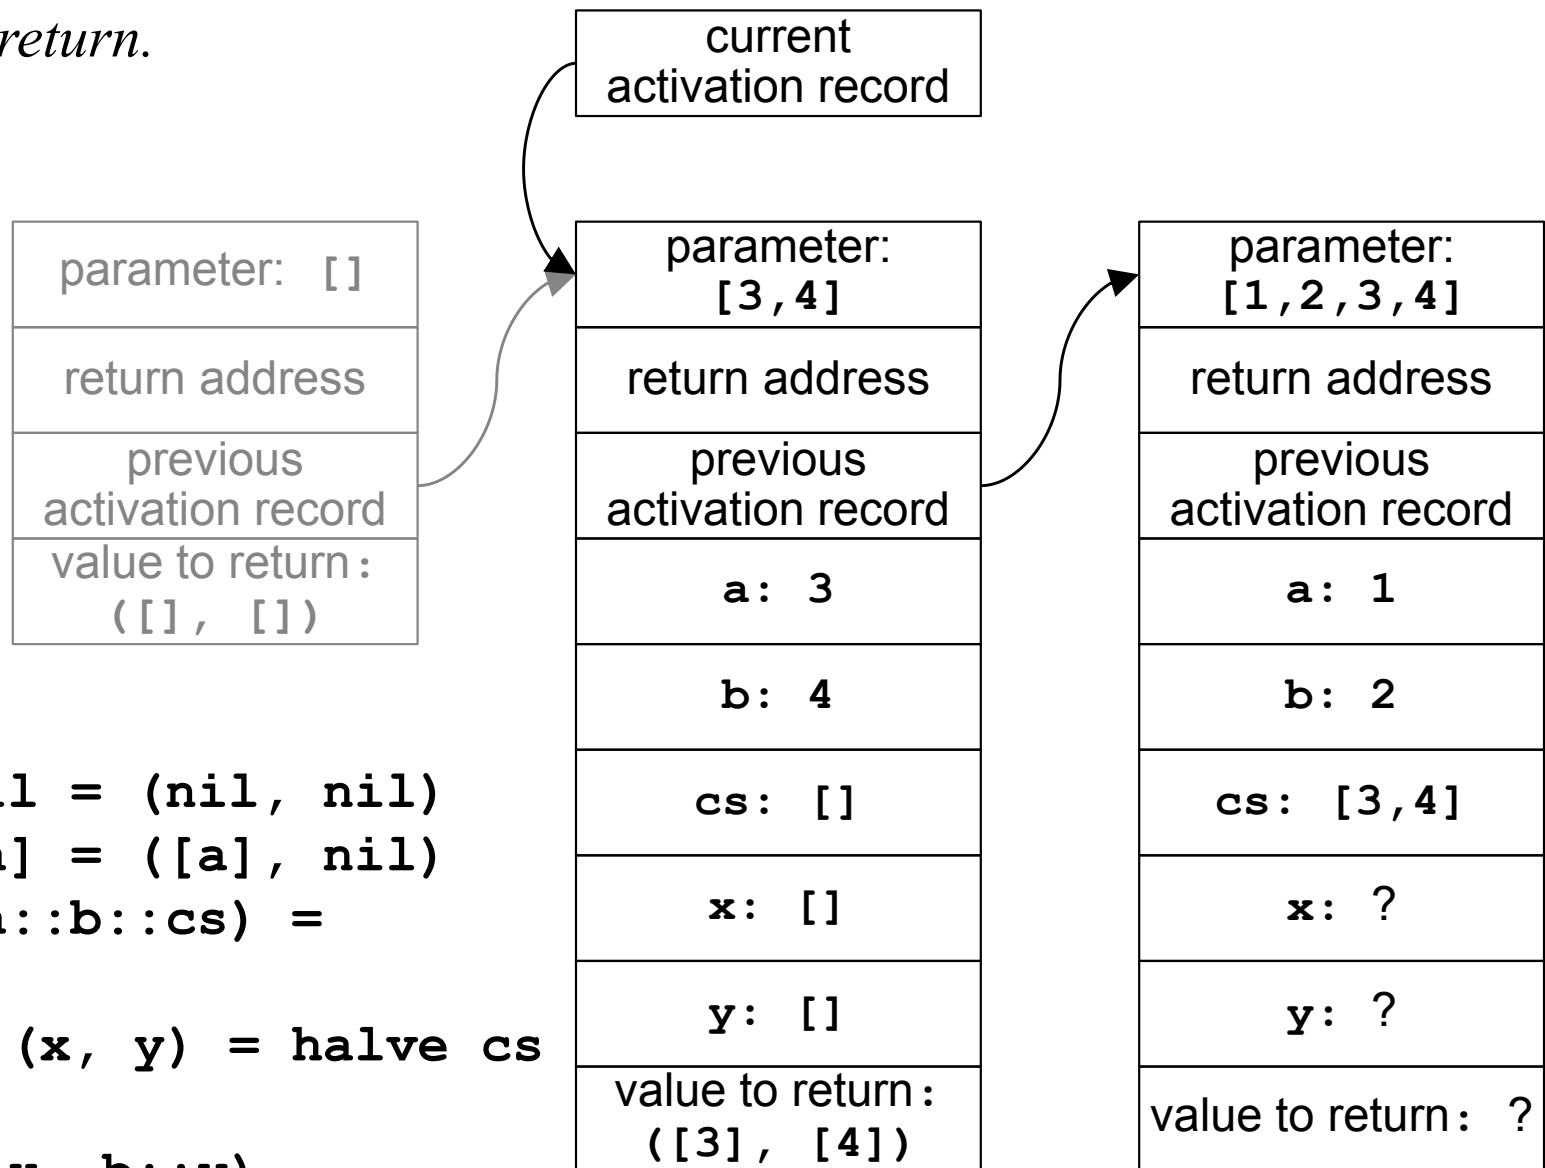 return.
current
activation record
parameter: []
return address
previous
activation record
value to return:
([], [])
parameter:
[3,4]
return address
previous
activation record
a: 3
b: 4
cs: []
x: []
y: []
value to return:
([3], [4])
parameter:
[1,2,3,4]
return address
previous
activation record
a: 1
b: 2
cs: [3,4]
x: ?
y: ?
value to return: ?
= (nil, nil)
= ([a], nil)
::b::cs) =
(x, y) = halve cs